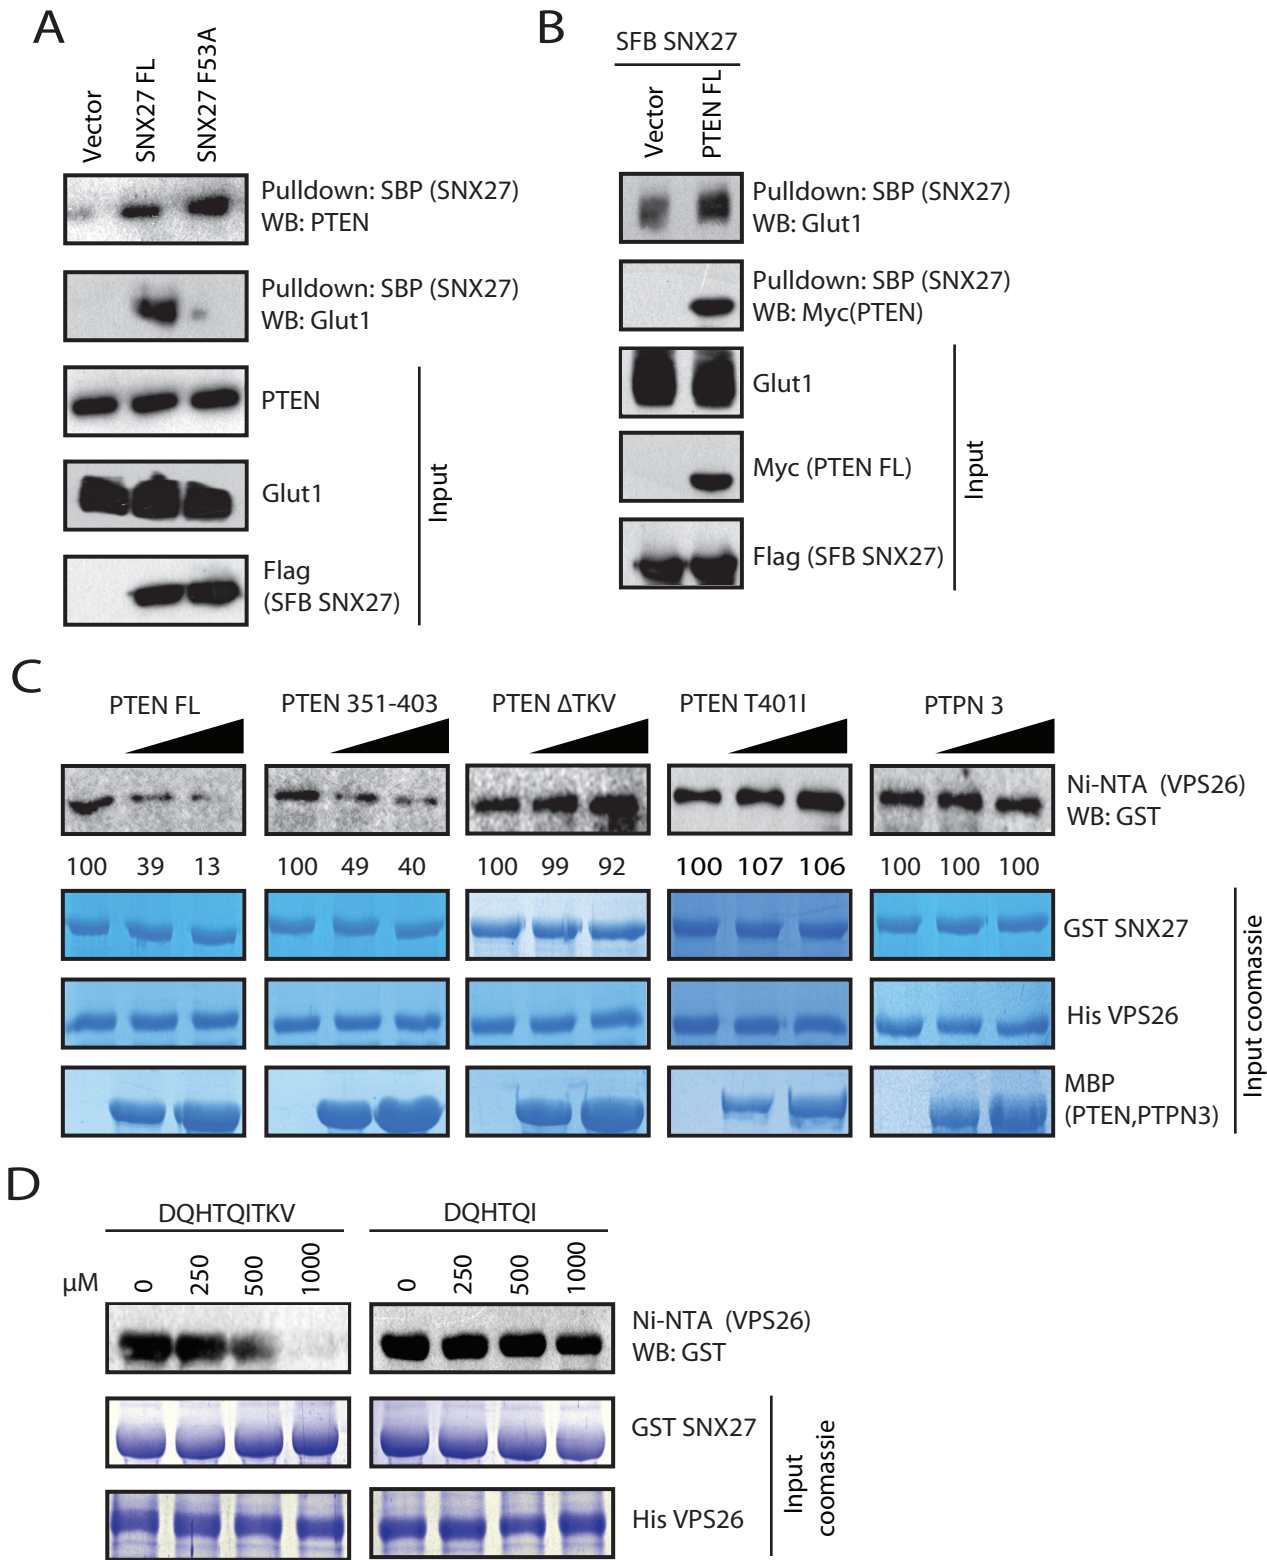 A
Vector
SNX27 FL
SNX27 F53A
Pulldown: SBP (SNX27)
WB: PTEN
Pulldown: SBP (SNX27)
WB: Glut1
PTEN
Glut1
Flag
(SFB SNX27)
Input
B
SFB SNX27
Vector
PTEN FL
Pulldown: SBP (SNX27)
WB: Glut1
Pulldown: SBP (SNX27)
WB: Myc(PTEN)
Glut1
Myc (PTEN FL)
Flag (SFB SNX27)
Input
C
PTEN FL
PTEN 351-403
PTEN ΔTKV
PTEN T401I
PTPN 3
Ni-NTA (VPS26)
WB: GST
100 39 13
100 49 40
100 99 92
100 107 106
100 100 100
GST SNX27
His VPS26
MBP
(PTEN,PTPN3)
Input coomassie
D
DQHTQITKV
DQHTQI
µM
0 250 500 1000
0 250 500 1000
Ni-NTA (VPS26)
WB: GST
GST SNX27
His VPS26
Input
coomassie